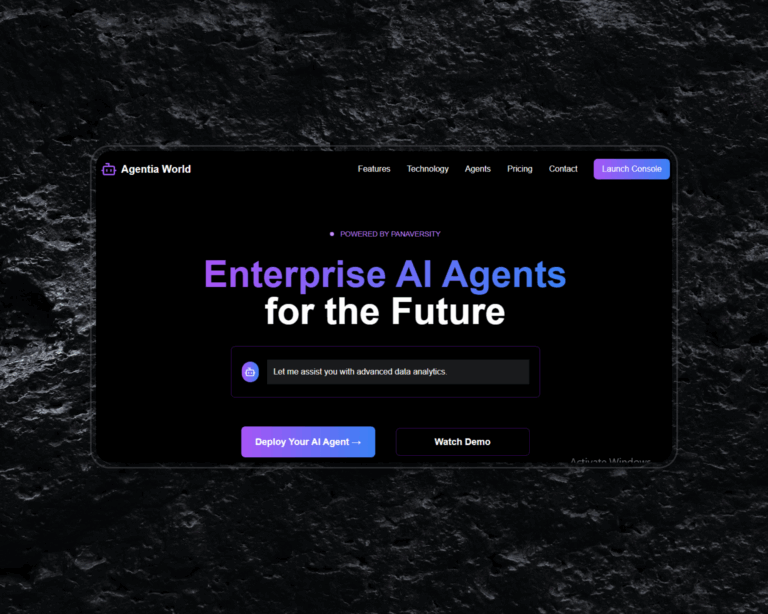 Agentia World
Features Technology Agents Pricing Contact Launch Console
POWERED BY PANAVERSITY
Enterprise AI Agents
for the Future
Let me assist you with advanced data analytics.
Deploy Your AI Agent →
Watch Demo
Activate Windows